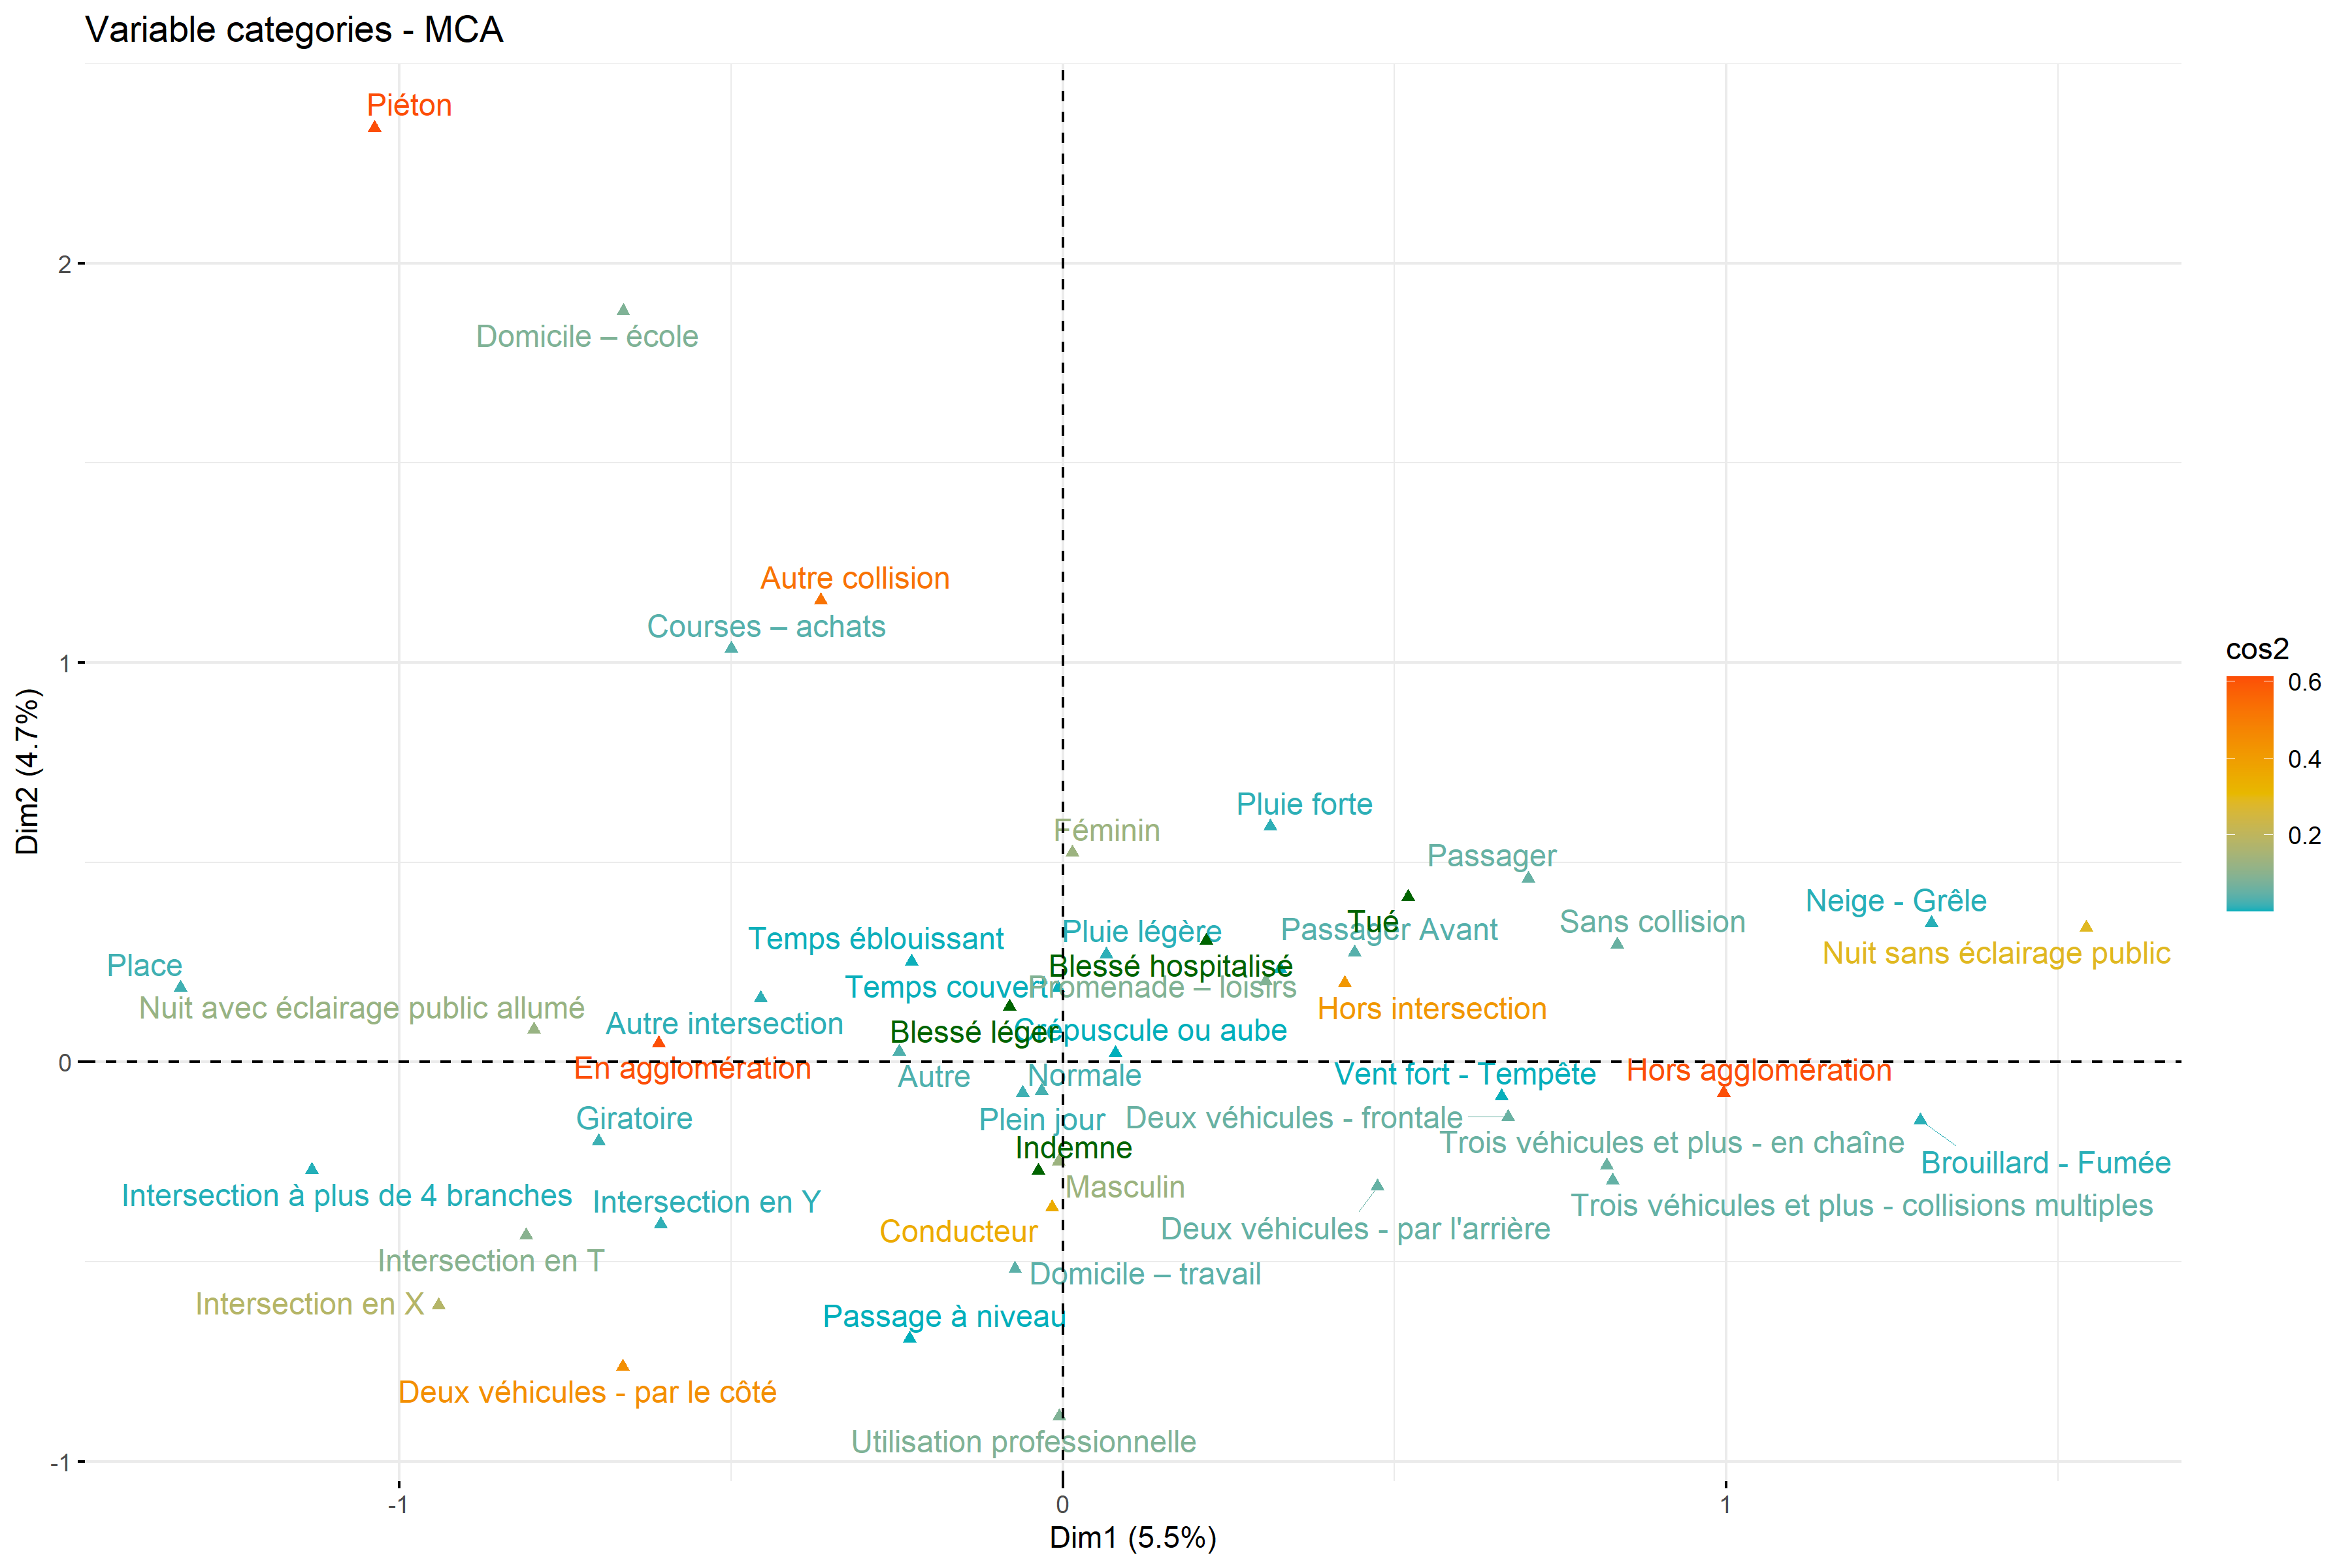 Variable categories - MCA
Piéton
2
Domicile – école
Autre collision
Courses – achats
1
cos2
0.6
0.4
0.2
Dim2 (4.7%)
Pluie forte
Féminin
Passager
Neige - Grêle
Tué
Sans collision
Passager Avant
Pluie légère
Temps éblouissant
Nuit sans éclairage public
Place
Blessé hospitalisé
Temps couvert
Promenade – loisirs
Nuit avec éclairage public allumé
Hors intersection
Autre intersection
Blessé léger
Crépuscule ou aube
0
En agglomération
Autre
Normale
Vent fort - Tempête
Hors agglomération
Giratoire
Plein jour
Deux véhicules - frontale
Trois véhicules et plus - en chaîne
Indemne
Brouillard - Fumée
Masculin
Intersection à plus de 4 branches
Intersection en Y
Trois véhicules et plus - collisions multiples
Conducteur
Deux véhicules - par l'arrière
Intersection en T
Domicile – travail
Intersection en X
Passage à niveau
Deux véhicules - par le côté
Utilisation professionnelle
-1
-1
0
1
Dim1 (5.5%)